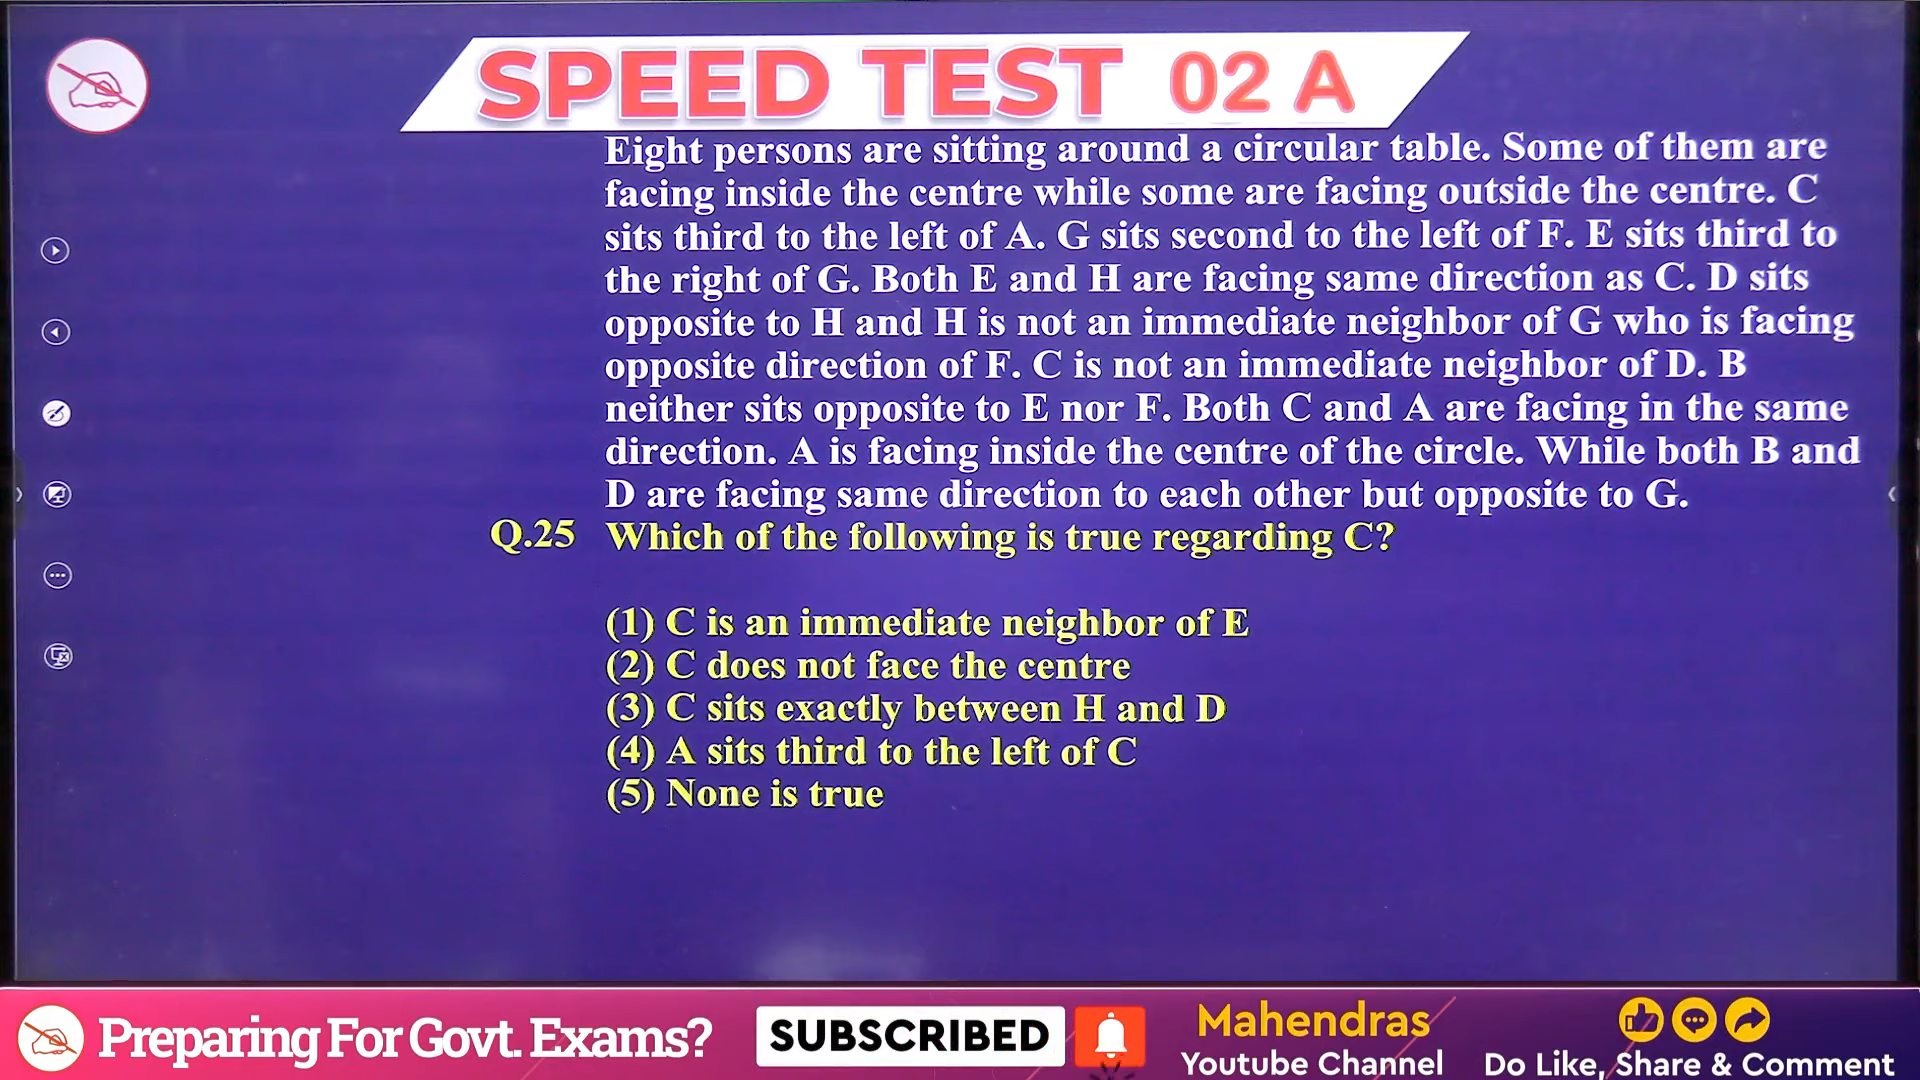 SPEED TEST 02 A
Eight persons are sitting around a circular table. Some of them are
facing inside the centre while some are facing outside the centre. C
sits third to the left of A. G sits second to the left of F. E sits third to
the right of G. Both E and H are facing same direction as C. D sits
opposite to H and H is not an immediate neighbor of G who is facing
opposite direction of F. C is not an immediate neighbor of D. B
neither sits opposite to E nor F. Both C and A are facing in the same
direction. A is facing inside the centre of the circle. While both B and
D are facing same direction to each other but opposite to G.
Q.25 Which of the following is true regarding C?
(1) C is an immediate neighbor of E
(2) C does not face the centre
(3) C sits exactly between H and D
(4) A sits third to the left of C
(5) None is true
Preparing For Govt. Exams?
SUBSCRIBED
Mahendras
Youtube Channel
Do Like, Share & Comment